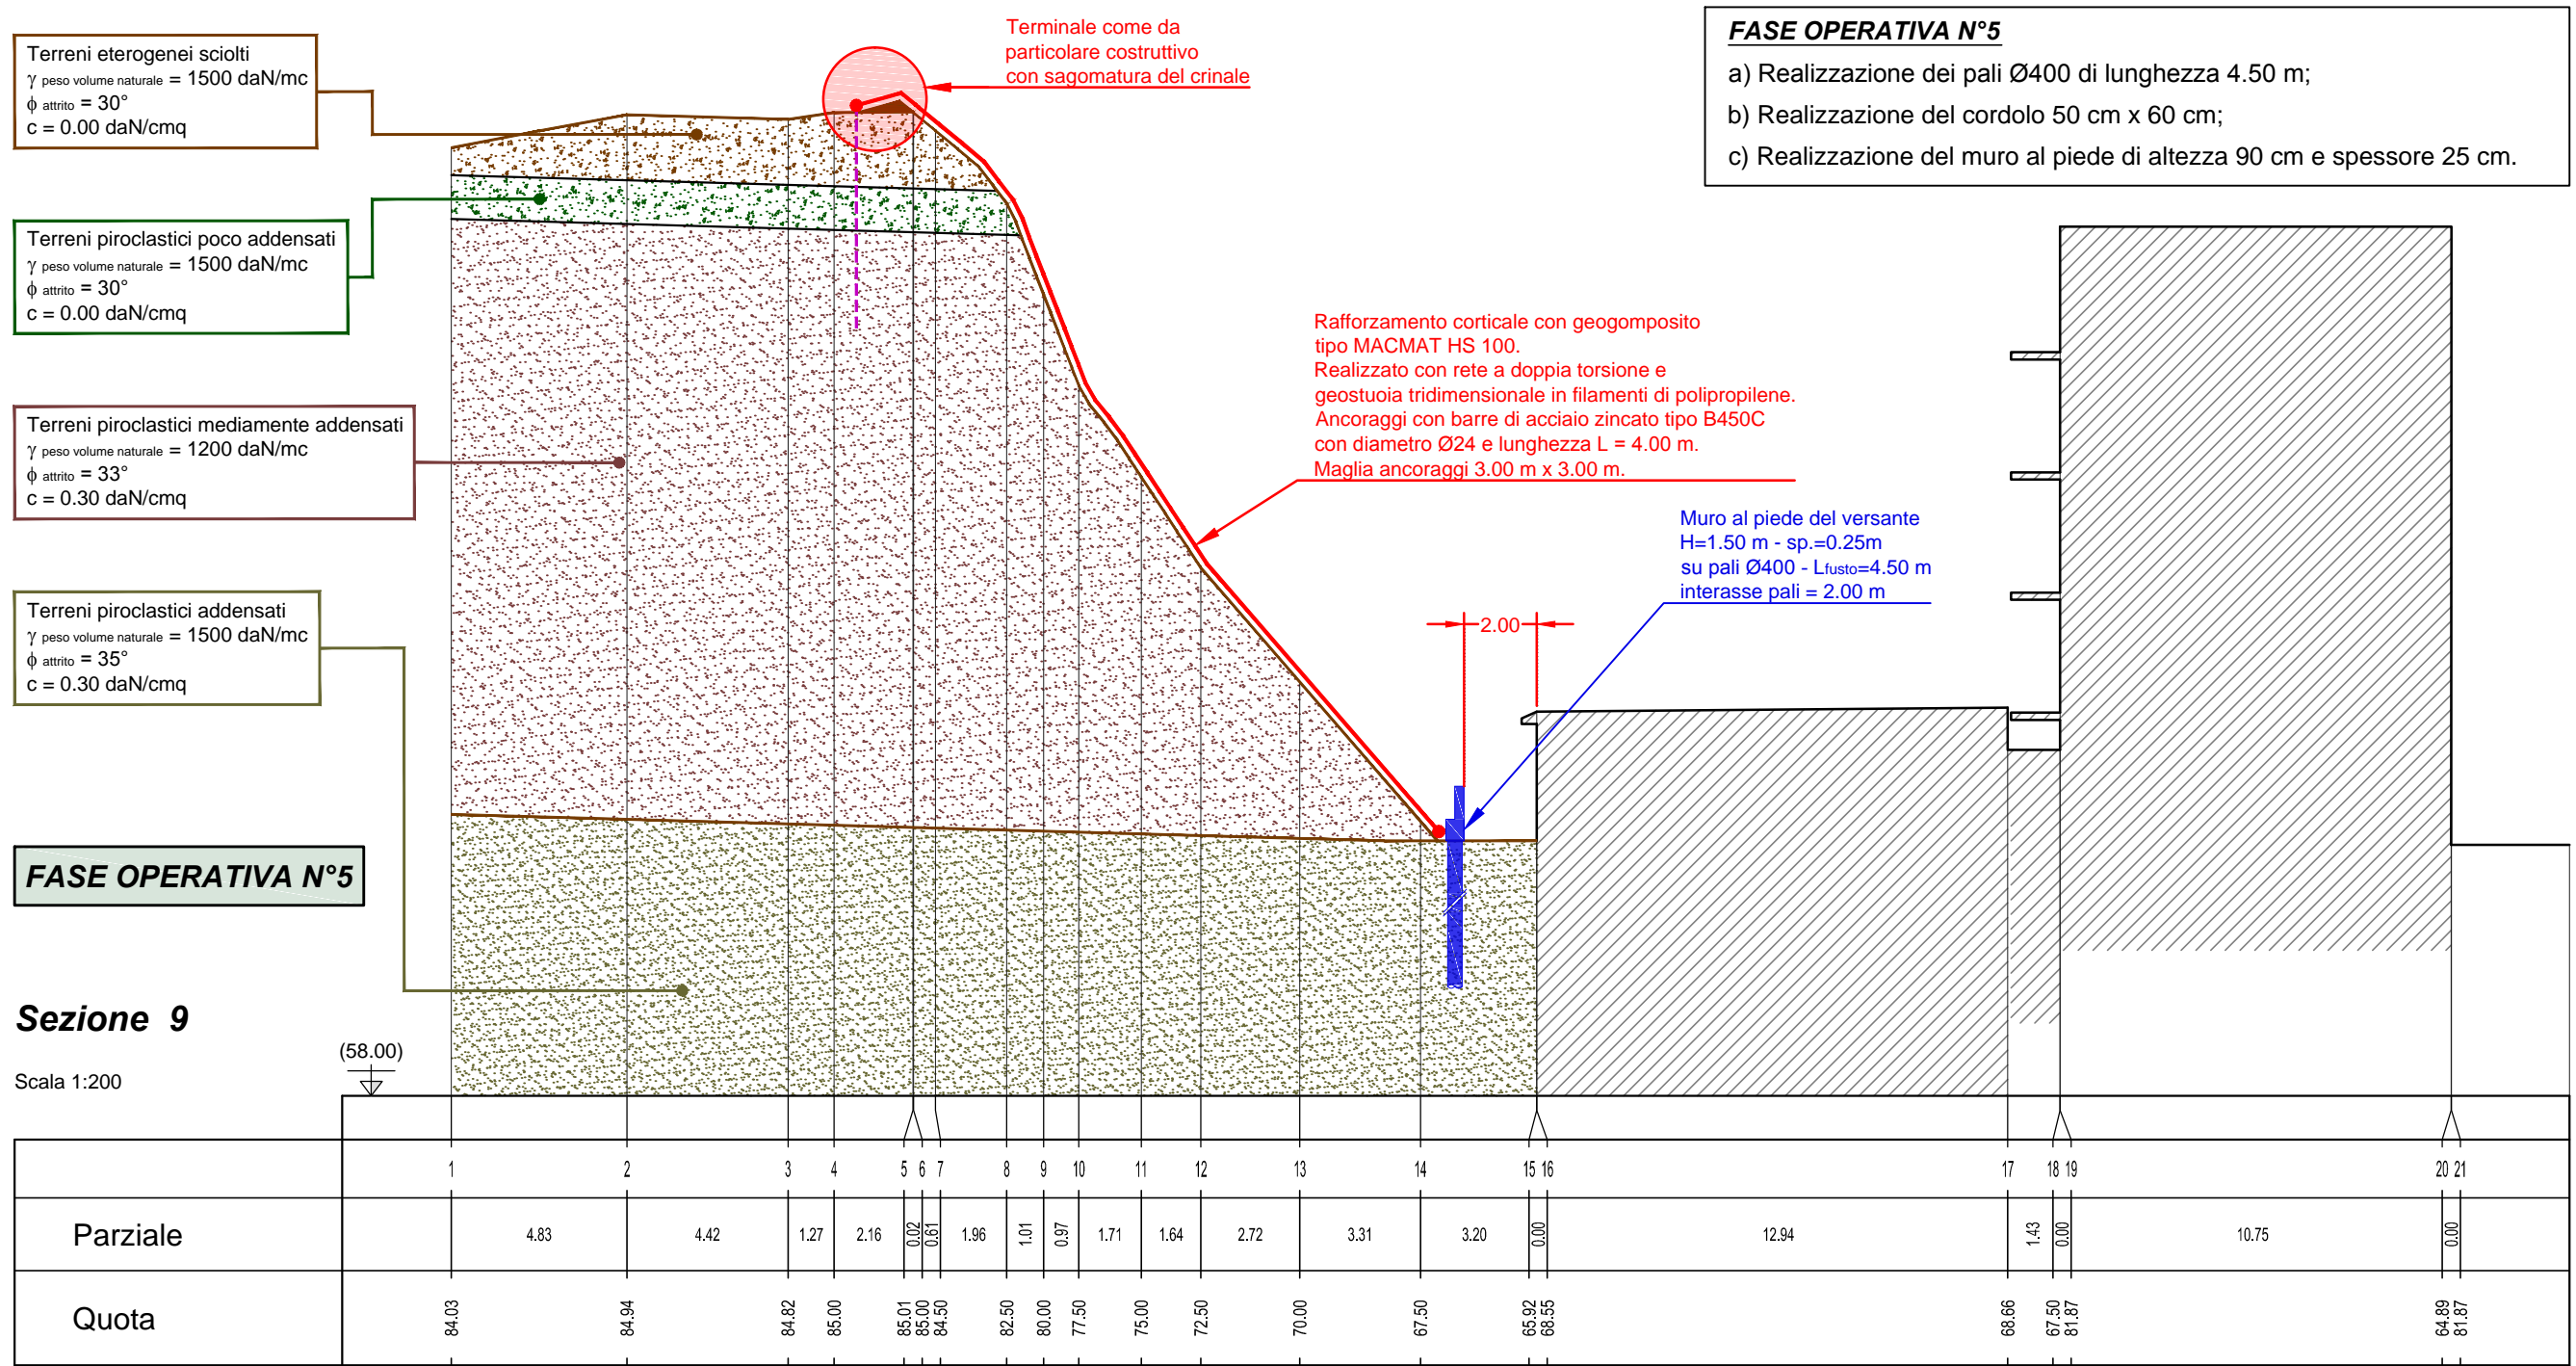 Terreni eterogenei sciolti
γ peso volume naturale = 1500 daN/mc
ϕ attrito = 30°
c = 0.00 daN/cmq
Terreni piroclastici poco addensati
γ peso volume naturale = 1500 daN/mc
ϕ attrito = 30°
c = 0.00 daN/cmq
Terreni piroclastici mediamente addensati
γ peso volume naturale = 1200 daN/mc
ϕ attrito = 33°
c = 0.30 daN/cmq
Terreni piroclastici addensati
γ peso volume naturale = 1500 daN/mc
ϕ attrito = 35°
c = 0.30 daN/cmq
Terminale come da
particolare costruttivo
con sagomatura del crinale
FASE OPERATIVA N°5
a) Realizzazione dei pali Ø400 di lunghezza 4.50 m;
b) Realizzazione del cordolo 50 cm x 60 cm;
c) Realizzazione del muro al piede di altezza 90 cm e spessore 25 cm.
Rafforzamento corticale con geogomposito
tipo MACMAT HS 100.
Realizzato con rete a doppia torsione e
geostuoia tridimensionale in filamenti di polipropilene.
Ancoraggi con barre di acciaio zincato tipo B450C
con diametro Ø24 e lunghezza L = 4.00 m.
Maglia ancoraggi 3.00 m x 3.00 m.
Muro al piede del versante
H=1.50 m - sp.=0.25m
su pali Ø400 - Lfusto=4.50 m
interasse pali = 2.00 m
2.00
FASE OPERATIVA N°5
Sezione 9
Scala 1:200
(58.00)
1 2 3 4 5 6 7 8 9 10 11 12 13 14 15 16 17 18 19 20 21
Parziale 4.83 4.42 1.27 2.16 0.02 0.61 1.96 1.01 0.97 1.71 1.64 2.72 3.31 3.20 0.00 12.94 1.43 0.00 10.75 0.00
Quota 84.03 84.94 84.82 85.00 85.01 85.00 84.50 82.50 80.00 77.50 75.00 72.50 70.00 67.50 65.92 68.55 68.66 67.50 81.87 64.89 81.87